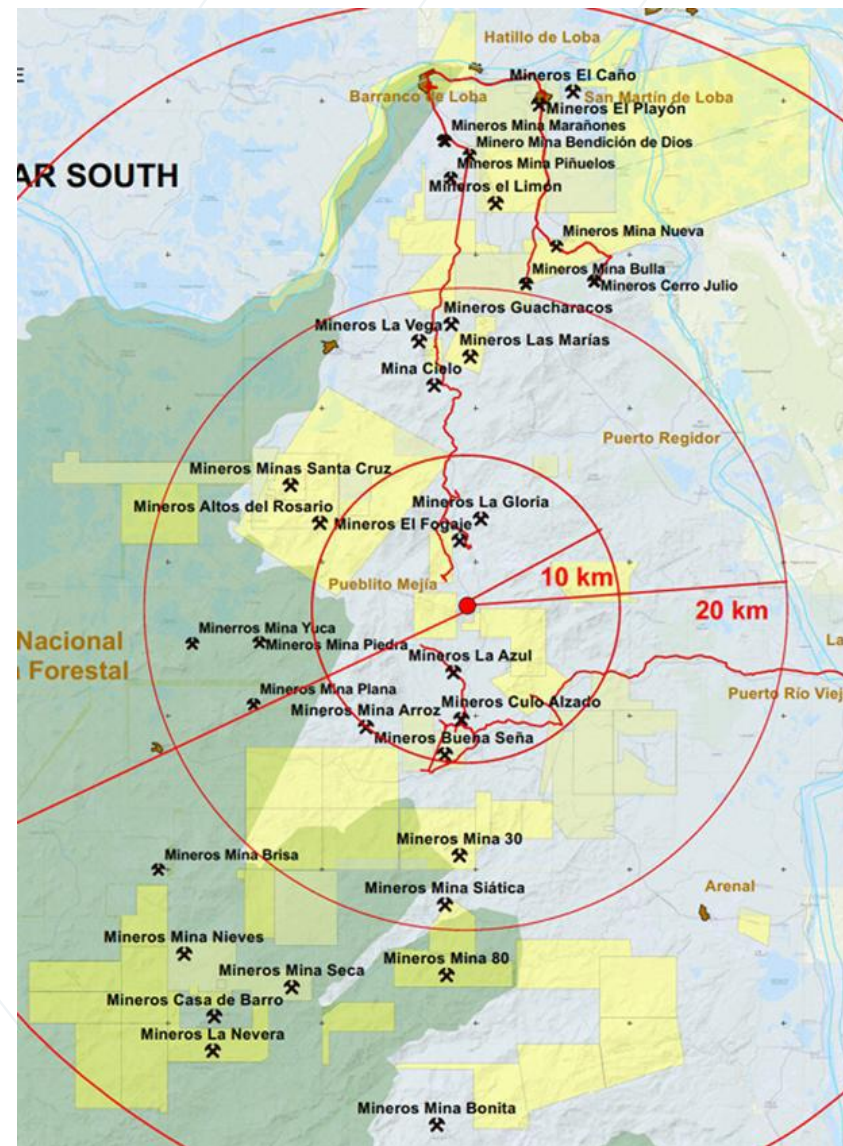 Hatillo de Loba
E
Mineros El Caño
Barranco de Loba
San Martín de Loba
Mineros El Playón
Mineros Mina Marañones
Minero Mina Bendición de Dios
AR SOUTH
Mineros Mina Piñuelos
Mineros el Limón
Mineros Mina Nueva
Mineros Mina Bulla
Mineros Cerro Julio
Mineros Guacharacos
Mineros La Vega
Mineros Las Marías
Mina Cielo
Puerto Regidor
Mineros Minas Santa Cruz
Mineros Altos del Rosario
Mineros La Gloria
Mineros El Fogaje
Pueblito Mejía
10 km
20 km
Minerros Mina Yuca
Nacional
Mineros Mina Piedra
La
Forestal
Mineros La Azul
Mineros Mina Plana
Puerto Río Viej
Mineros Mina Arroz
Mineros Culo Alzado
Mineros Buena Seña
Mineros Mina 30
Mineros Mina Brisa
Mineros Mina Siática
Arenal
Mineros Mina Nieves
Mineros Mina 80
Mineros Mina Seca
Mineros Casa de Barro
Mineros La Nevera
Mineros Mina Bonita